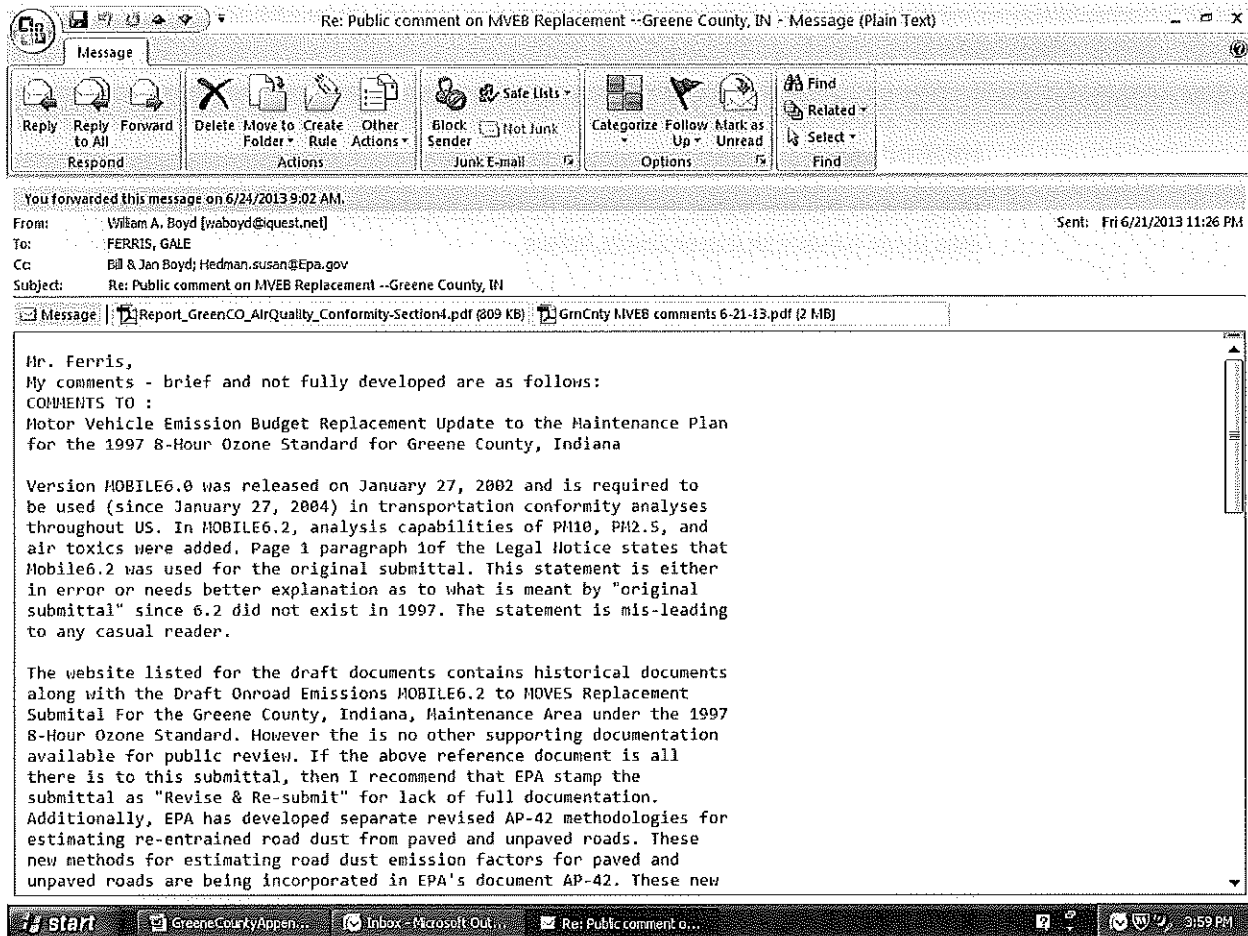 Re: Public comment on MVEB Replacement --Greene County, IN - Message (Plain Text)
Message
Reply
Reply to All
Forward
Respond
Delete
Move to Folder
Create Rule
Other Actions
Actions
Block Sender
Safe Lists
Not Junk
Junk E-mail
Categorize
Follow Up
Mark as Unread
Options
Find
Related
Select
Find
You forwarded this message on 6/24/2013 9:02 AM.
From: William A. Boyd [waboyd@iquest.net] Sent: Fri 6/21/2013 11:26 PM
To: FERRIS, GALE
Cc: Bill & Jan Boyd; Hedman.susan@Epa.gov
Subject: Re: Public comment on MVEB Replacement --Greene County, IN
Message Report_GreenCO_AirQuality_Conformity-Section4.pdf (809 KB) GrnCnty MVEB comments 6-21-13.pdf (2 MB)
Mr. Ferris,
My comments - brief and not fully developed are as follows:
COMMENTS TO :
Motor Vehicle Emission Budget Replacement Update to the Maintenance Plan
for the 1997 8-Hour Ozone Standard for Greene County, Indiana
Version MOBILE6.0 was released on January 27, 2002 and is required to
be used (since January 27, 2004) in transportation conformity analyses
throughout US. In MOBILE6.2, analysis capabilities of PM10, PM2.5, and
air toxics were added. Page 1 paragraph 1of the Legal Notice states that
Mobile6.2 was used for the original submittal. This statement is either
in error or needs better explanation as to what is meant by "original
submittal" since 6.2 did not exist in 1997. The statement is mis-leading
to any casual reader.
The website listed for the draft documents contains historical documents
along with the Draft Onroad Emissions MOBILE6.2 to MOVES Replacement
Submital For the Greene County, Indiana, Maintenance Area under the 1997
8-Hour Ozone Standard. However the is no other supporting documentation
available for public review. If the above reference document is all
there is to this submittal, then I recommend that EPA stamp the
submittal as "Revise & Re-submit" for lack of full documentation.
Additionally, EPA has developed separate revised AP-42 methodologies for
estimating re-entrained road dust from paved and unpaved roads. These
new methods for estimating road dust emission factors for paved and
unpaved roads are being incorporated in EPA's document AP-42. These new
start GreeneCountyAppen... Inbox - Microsoft Out... Re: Public comment o... 3:59 PM